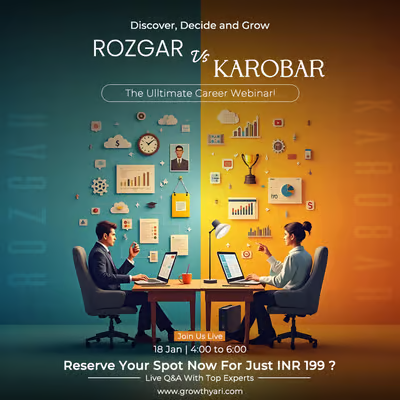 Discover, Decide and Grow
ROZGAR
Vs
KAROBAR
The Ulltimate Career Webinar!
ROZGAR
Join Us Live
18 Jan | 4:00 to 6:00
Reserve Your Spot Now For Just INR 199 ?
Live Q&A With Top Experts
www.growthyari.com